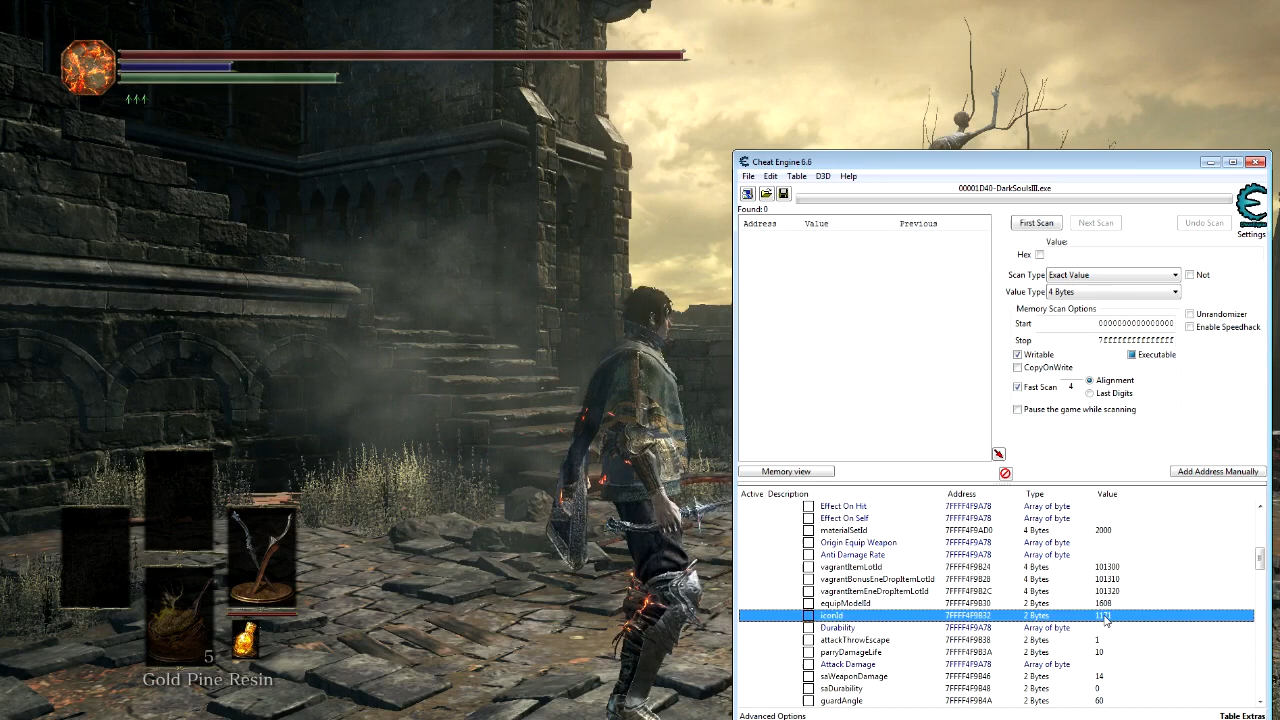 Cheat Engine 6.6
File Edit Table D3D Help
00001D40-DarkSoulsIII.exe
Found: 0
Address Value Previous
First Scan Next Scan Undo Scan
Settings
Value:
Hex
Scan Type Exact Value Not
Value Type 4 Bytes
Memory Scan Options
Unrandomizer
Enable Speedhack
Start 0000000000000000
Stop 7fffffffffffffff
Writable Executable
CopyOnWrite
Fast Scan 4 Alignment
Last Digits
Pause the game while scanning
Memory view Add Address Manually
Active Description Address Type Value
Effect On Hit 7FFFF4F9A78 Array of byte
Effect On Self 7FFFF4F9A78 Array of byte
materialSetId 7FFFF4F9AD0 4 Bytes 2000
Origin Equip Weapon 7FFFF4F9A78 Array of byte
Anti Damage Rate 7FFFF4F9A78 Array of byte
vagrantItemLotId 7FFFF4F9B24 4 Bytes 101300
vagrantBonusEneDropItemLotId 7FFFF4F9B28 4 Bytes 101310
vagrantItemEneDropItemLotId 7FFFF4F9B2C 4 Bytes 101320
equipModelId 7FFFF4F9B30 2 Bytes 1608
iconId 7FFFF4F9B32 2 Bytes
Durability 7FFFF4F9A78 Array of byte
attackThrowEscape 7FFFF4F9B38 2 Bytes 1
parryDamageLife 7FFFF4F9B3A 2 Bytes 10
Attack Damage 7FFFF4F9A78 Array of byte
saWeaponDamage 7FFFF4F9B46 2 Bytes 14
saDurability 7FFFF4F9B48 2 Bytes 0
guardAngle 7FFFF4F9B4A 2 Bytes 60
Advanced Options Table Extras
5
Gold Pine Resin